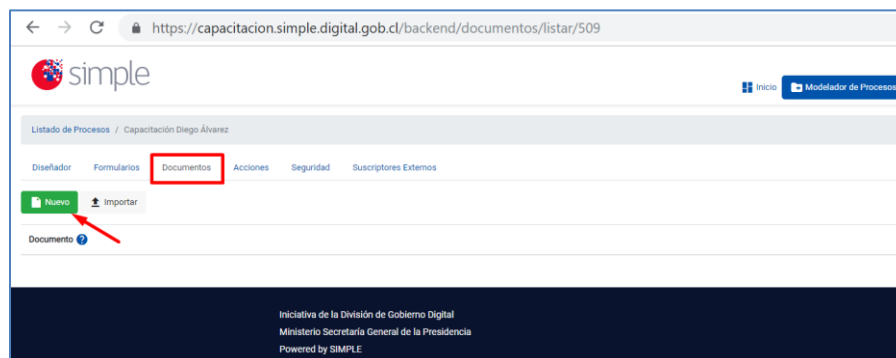 https://capacitacion.simple.digital.gob.cl/backend/documentos/listar/509
simple
Inicio Modelador de Procesos
Listado de Procesos / Capacitación Diego Álvarez
Diseñador Formularios Documentos Acciones Seguridad Suscriptores Externos
Nuevo Importar
Documento ?
Iniciativa de la División de Gobierno Digital
Ministerio Secretaría General de la Presidencia
Powered by SIMPLE